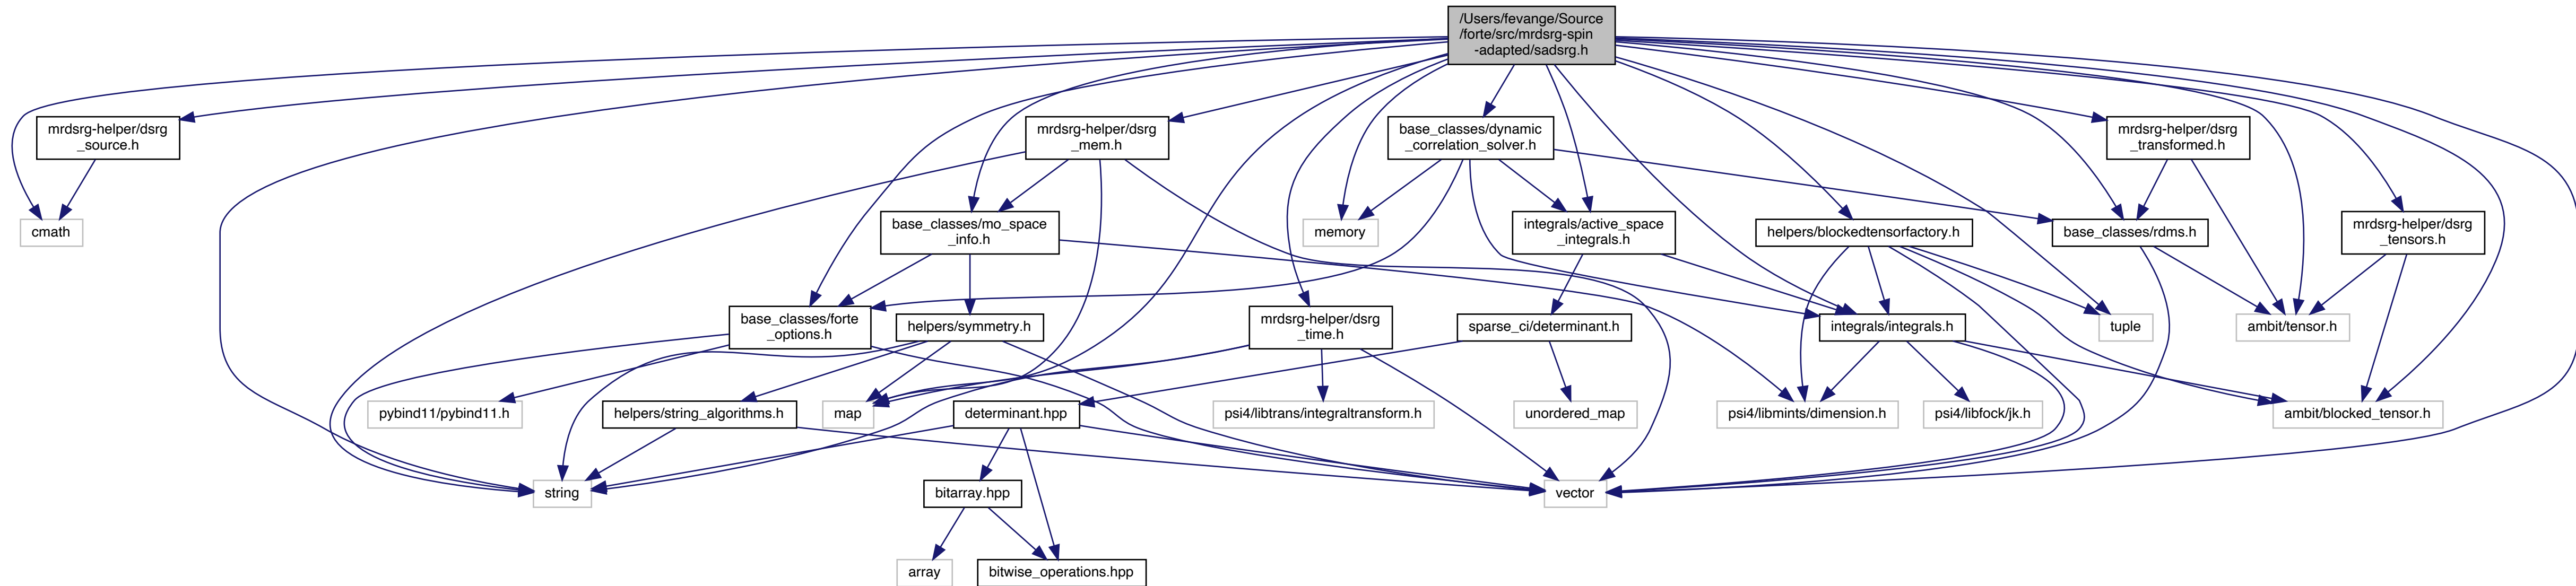 /Users/fevange/Source
/forte/src/mrdsrg-spin
-adapted/sadsrg.h
mrdsrg-helper/dsrg
_source.h
mrdsrg-helper/dsrg
_mem.h
base_classes/dynamic
_correlation_solver.h
mrdsrg-helper/dsrg
_transformed.h
cmath
base_classes/mo_space
_info.h
memory
integrals/active_space
_integrals.h
helpers/blockedtensorfactory.h
base_classes/rdms.h
mrdsrg-helper/dsrg
_tensors.h
base_classes/forte
_options.h
helpers/symmetry.h
mrdsrg-helper/dsrg
_time.h
sparse_ci/determinant.h
integrals/integrals.h
tuple
ambit/tensor.h
pybind11/pybind11.h
helpers/string_algorithms.h
map
determinant.hpp
psi4/libtrans/integraltransform.h
unordered_map
psi4/libmints/dimension.h
psi4/libfock/jk.h
ambit/blocked_tensor.h
string
bitarray.hpp
vector
array
bitwise_operations.hpp